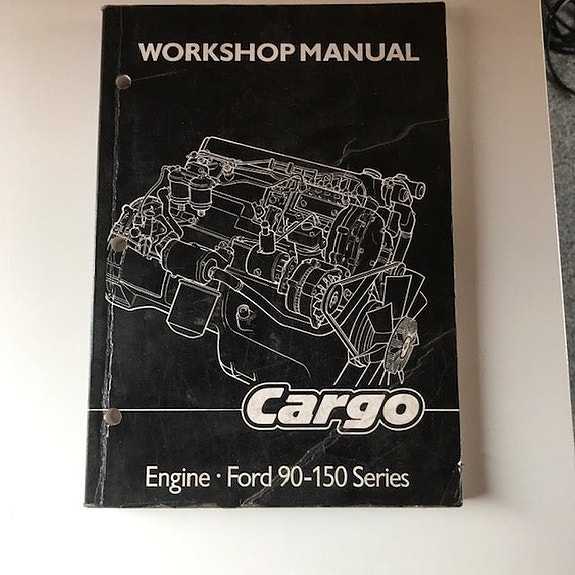 WORKSHOP MANUAL
Cargo
Engine · Ford 90-150 Series